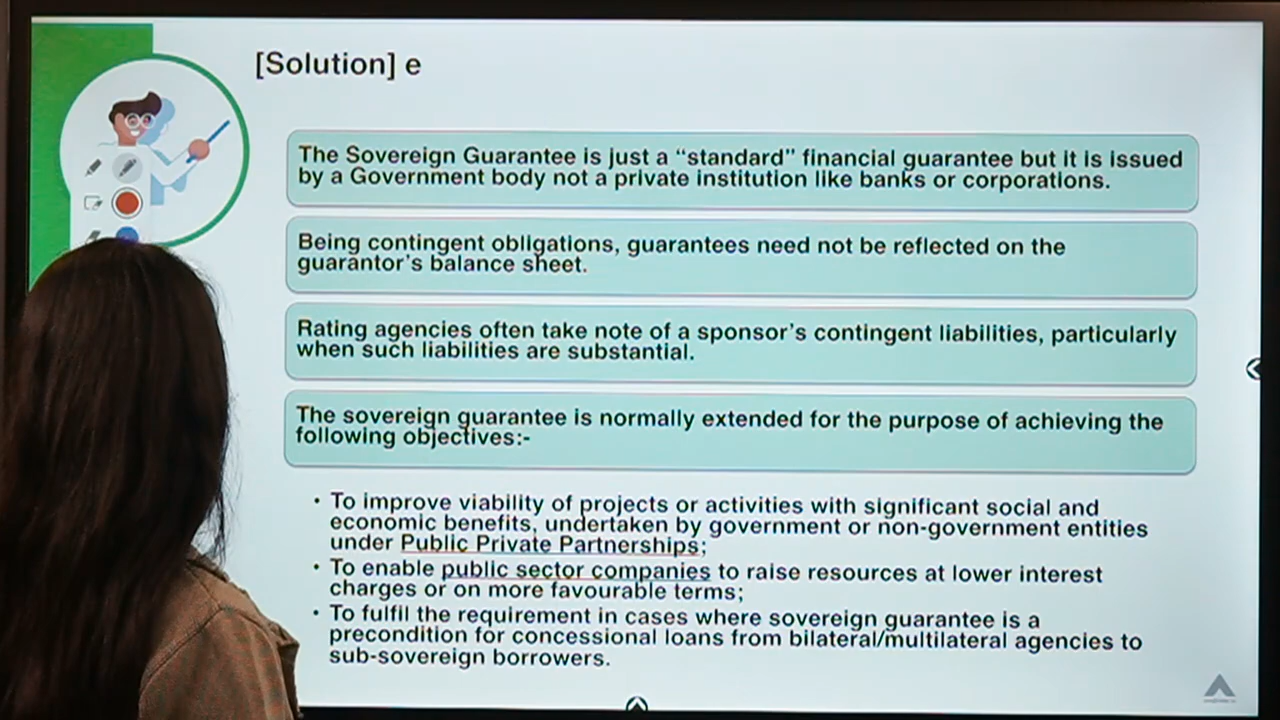 [Solution] e
The Sovereign Guarantee is just a “standard” financial guarantee but it is issued
by a Government body not a private institution like banks or corporations.
Being contingent obligations, guarantees need not be reflected on the
guarantor’s balance sheet.
Rating agencies often take note of a sponsor’s contingent liabilities, particularly
when such liabilities are substantial.
The sovereign guarantee is normally extended for the purpose of achieving the
following objectives:-
• To improve viability of projects or activities with significant social and
economic benefits, undertaken by government or non-government entities
under Public Private Partnerships;
• To enable public sector companies to raise resources at lower interest
charges or on more favourable terms;
• To fulfil the requirement in cases where sovereign guarantee is a
precondition for concessional loans from bilateral/multilateral agencies to
sub-sovereign borrowers.